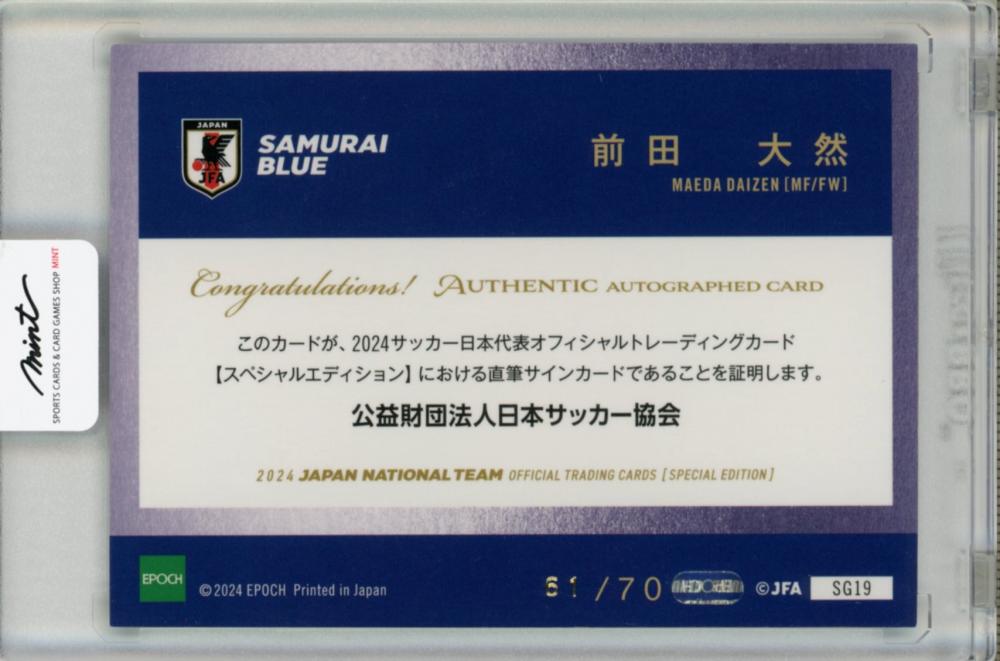 JAPAN
JFA
SAMURAI
BLUE
前田 大然
MAEDA DAIZEN [MF/FW]
Congratulations! AUTHENTIC AUTOGRAPHED CARD
このカードが、2024サッカー日本代表オフィシャルトレーディングカード
【スペシャルエディション】における直筆サインカードであることを証明します。
公益財団法人日本サッカー協会
2024 JAPAN NATIONAL TEAM OFFICIAL TRADING CARDS [SPECIAL EDITION]
mint
SPORTS CARDS & CARD GAMES SHOP MINT
EPOCH
©2024 EPOCH Printed in Japan
/70
©JFA
SG19